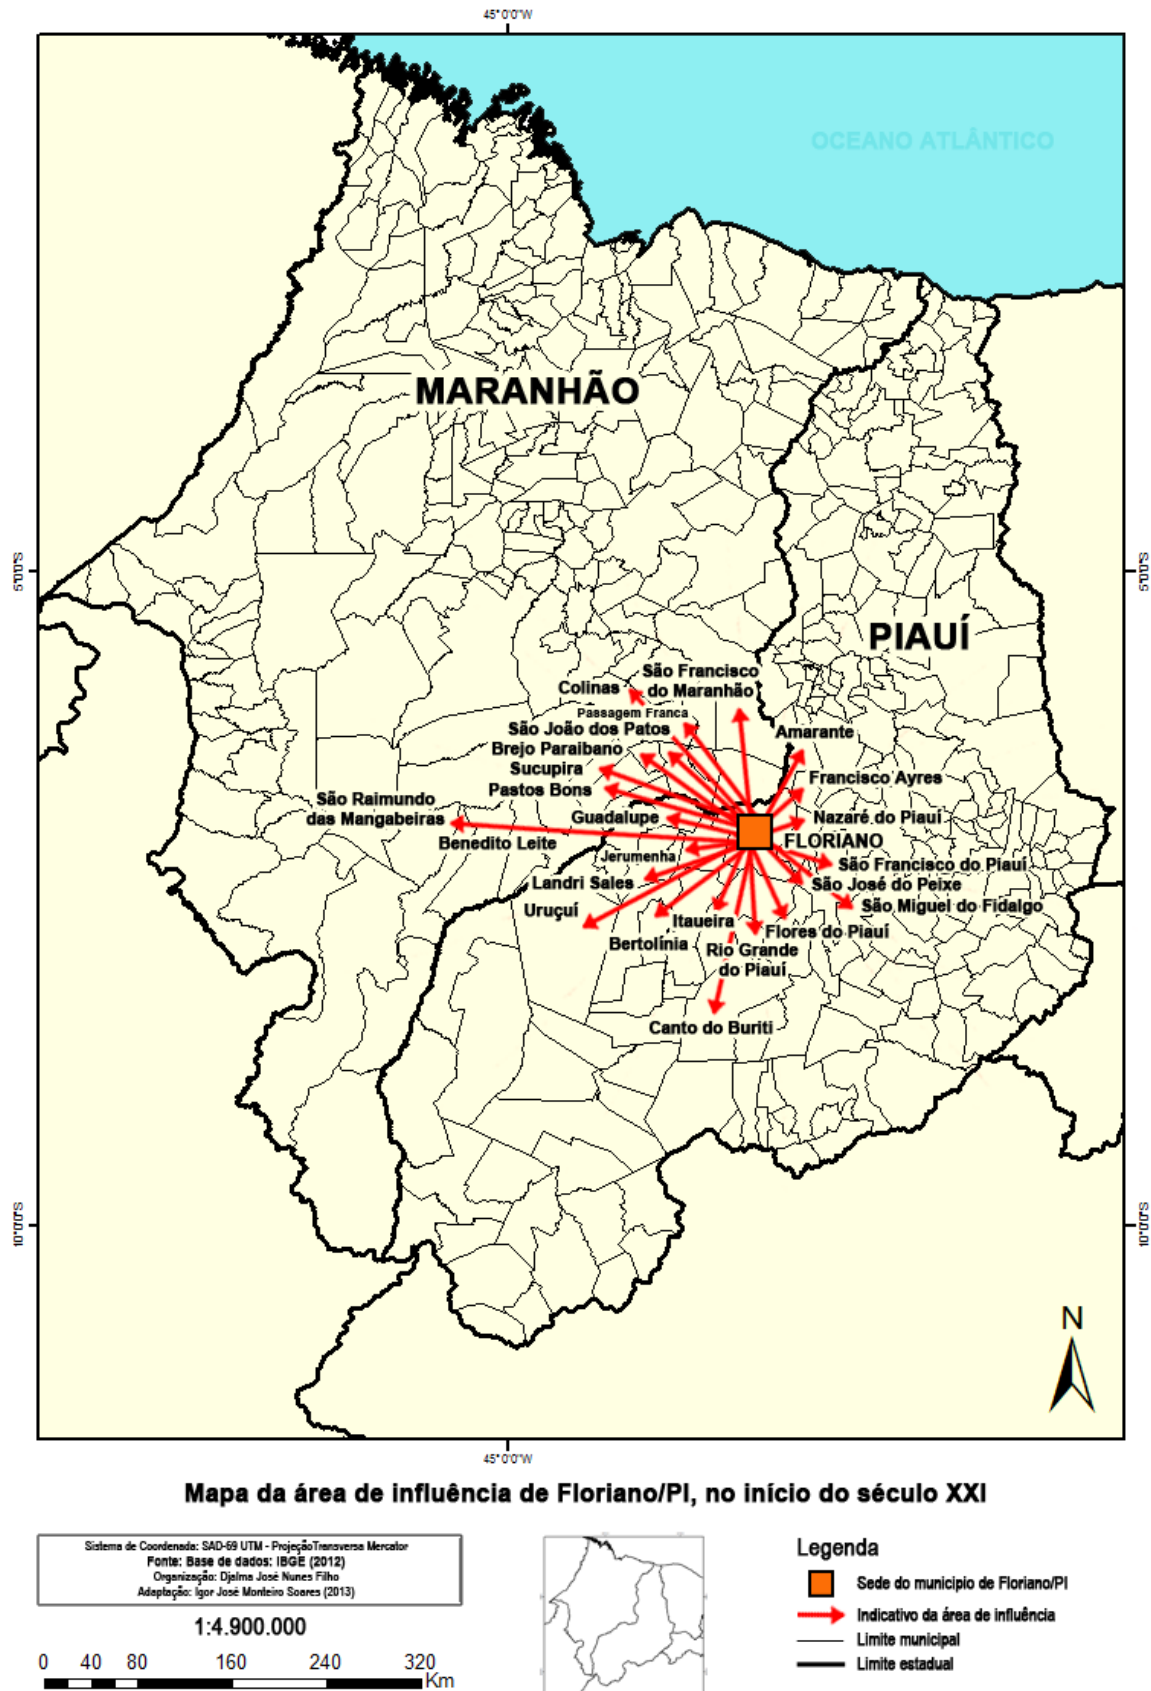 45°0'0"W
OCEANO ATLÂNTICO
MARANHÃO
5°0'0"S
5°0'0"S
PIAUÍ
São Francisco
do Maranhão
Colinas
Passagem Franca
São João dos Patos
Amarante
Brejo Paraibano
Sucupira
Francisco Ayres
Pastos Bons
São Raimundo
das Mangabeiras
Guadalupe
Nazaré do Piauí
Benedito Leite
FLORIANO
Jerumenha
São Francisco do Piauí
Landri Sales
São José do Peixe
Uruçuí
São Miguel do Fidalgo
Itaueira
Flores do Piauí
Bertolínia
Rio Grande
do Piauí
Canto do Buriti
10°0'0"S
10°0'0"S
N
45°0'0"W
Mapa da área de influência de Floriano/PI, no início do século XXI
Sistema de Coordenada: SAD-69 UTM - ProjeçãoTransversa Mercator
Fonte: Base de dados: IBGE (2012)
Organização: Djalma José Nunes Filho
Adaptação: Igor José Monteiro Soares (2013)
1:4.900.000
0 40 80 160 240 320
Km
Legenda
Sede do municipio de Floriano/PI
Indicativo da área de influência
Limite municipal
Limite estadual